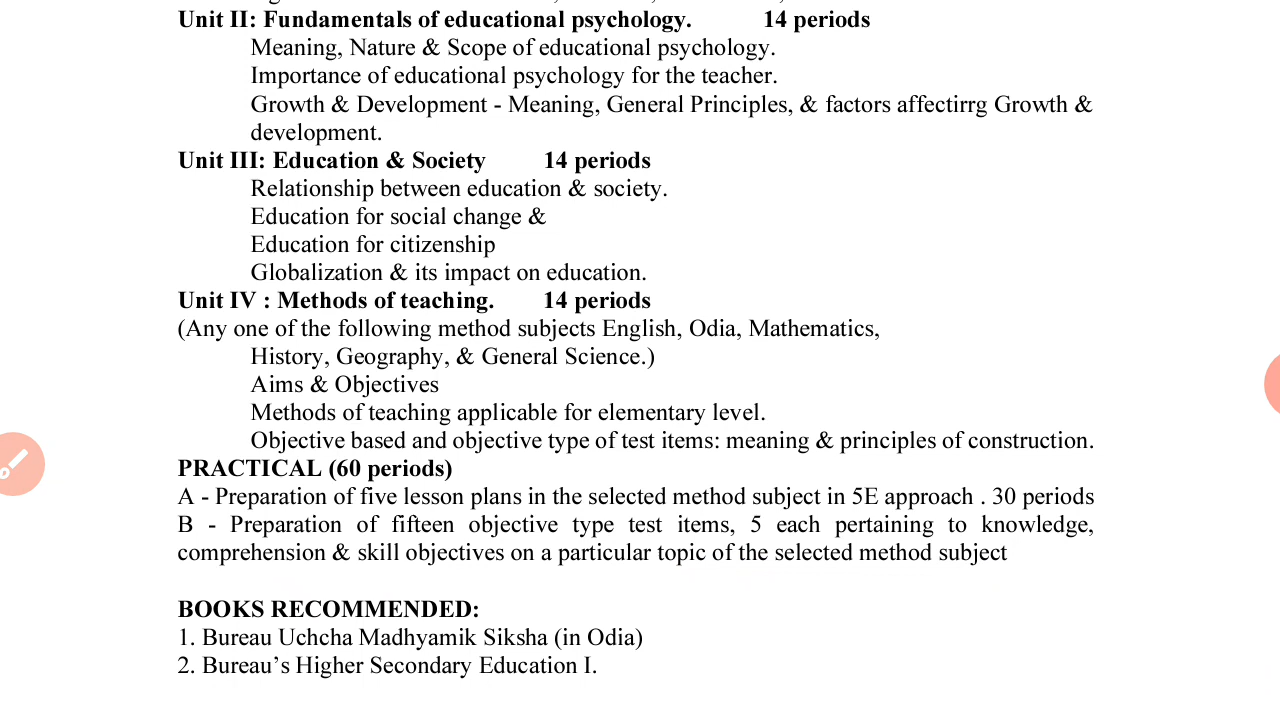 Unit II: Fundamentals of educational psychology. 14 periods
Meaning, Nature & Scope of educational psychology.
Importance of educational psychology for the teacher.
Growth & Development - Meaning, General Principles, & factors affectirrg Growth &
development.
Unit III: Education & Society 14 periods
Relationship between education & society.
Education for social change &
Education for citizenship
Globalization & its impact on education.
Unit IV : Methods of teaching. 14 periods
(Any one of the following method subjects English, Odia, Mathematics,
History, Geography, & General Science.)
Aims & Objectives
Methods of teaching applicable for elementary level.
Objective based and objective type of test items: meaning & principles of construction.
PRACTICAL (60 periods)
A - Preparation of five lesson plans in the selected method subject in 5E approach . 30 periods
B - Preparation of fifteen objective type test items, 5 each pertaining to knowledge,
comprehension & skill objectives on a particular topic of the selected method subject
BOOKS RECOMMENDED:
1. Bureau Uchcha Madhyamik Siksha (in Odia)
2. Bureau’s Higher Secondary Education I.